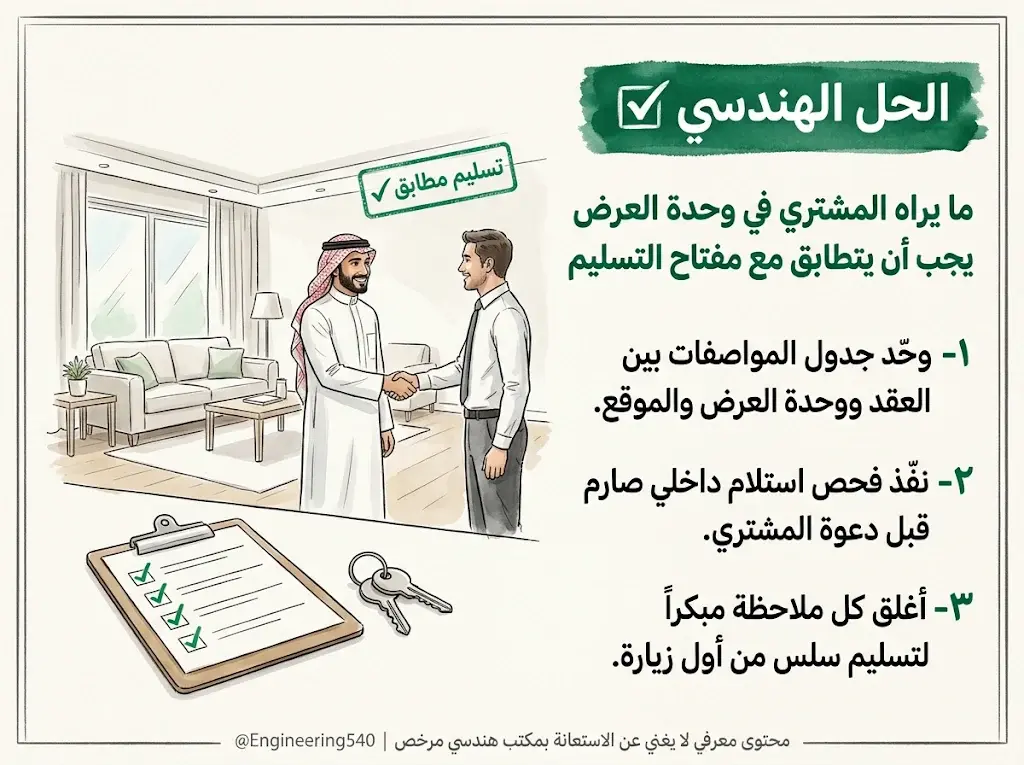 الحل الهندسي
تسليم مطابق
ما يراه المشتري في وحدة العرض
يجب أن يتطابق مع مفتاح التسليم
١- وحّد جدول المواصفات بين
العقد ووحدة العرض والموقع.
٢- نفّذ فحص استلام داخلي صارم
قبل دعوة المشتري.
٣- أغلق كل ملاحظة مبكراً
لتسليم سلس من أول زيارة.
محتوى معرفي لا يغني عن الاستعانة بمكتب هندسي مرخص | @Engineering540